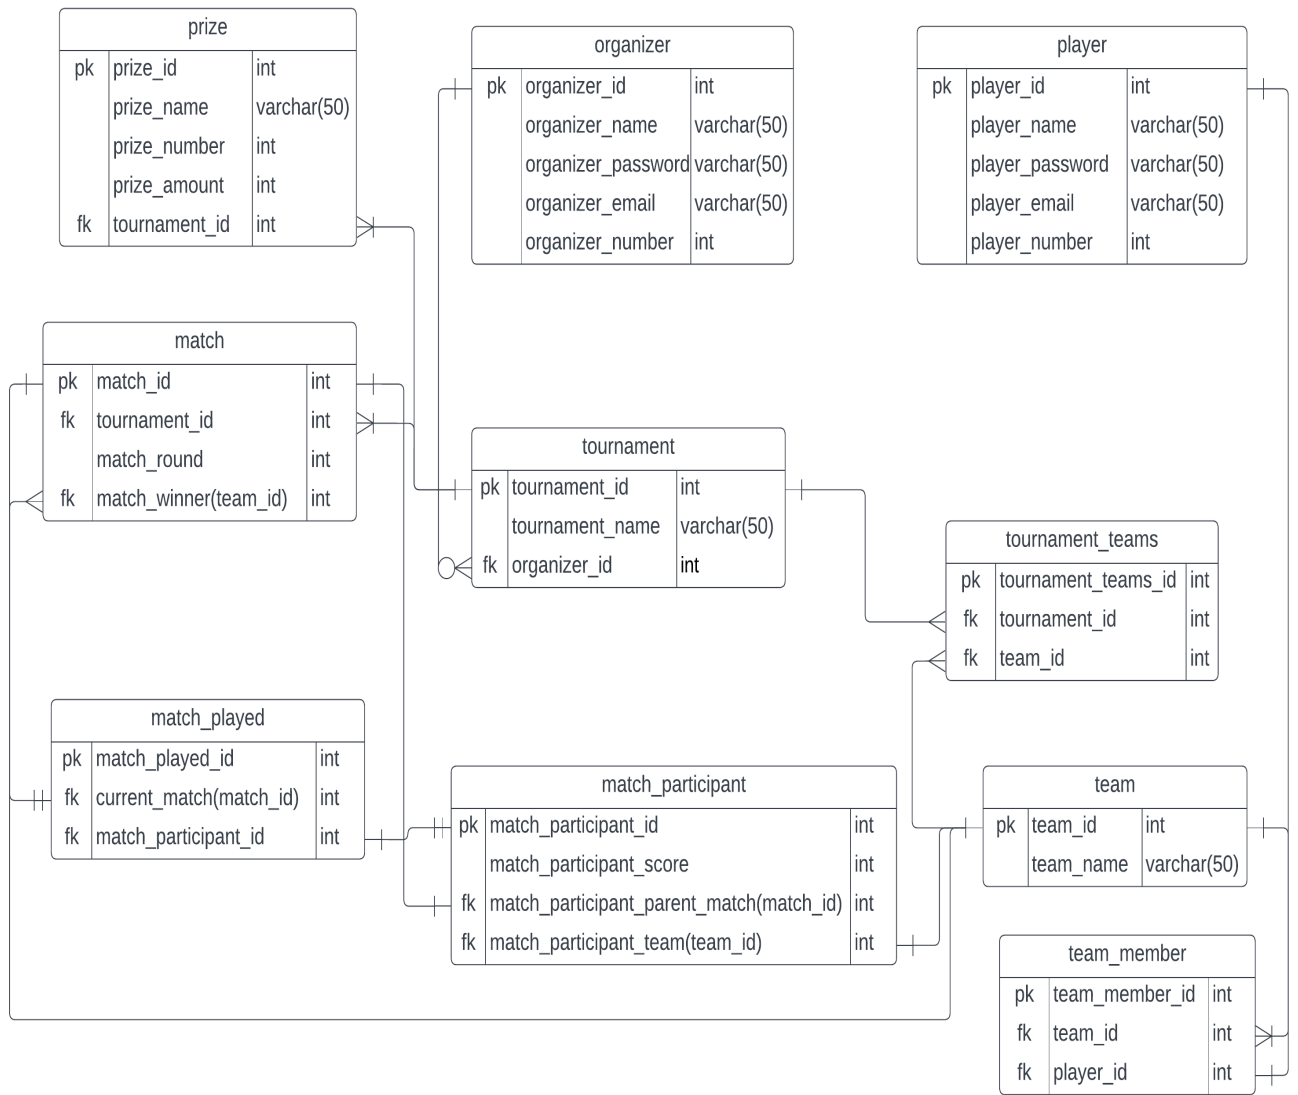 prize
pk prize_id int
prize_name varchar(50)
prize_number int
prize_amount int
fk tournament_id int
organizer
pk organizer_id int
organizer_name varchar(50)
organizer_password varchar(50)
organizer_email varchar(50)
organizer_number int
player
pk player_id int
player_name varchar(50)
player_password varchar(50)
player_email varchar(50)
player_number int
match
pk match_id int
fk tournament_id int
match_round int
fk match_winner(team_id) int
tournament
pk tournament_id int
tournament_name varchar(50)
fk organizer_id int
tournament_teams
pk tournament_teams_id int
fk tournament_id int
fk team_id int
match_played
pk match_played_id int
fk current_match(match_id) int
fk match_participant_id int
match_participant
pk match_participant_id int
match_participant_score int
fk match_participant_parent_match(match_id) int
fk match_participant_team(team_id) int
team
pk team_id int
team_name varchar(50)
team_member
pk team_member_id int
fk team_id int
fk player_id int